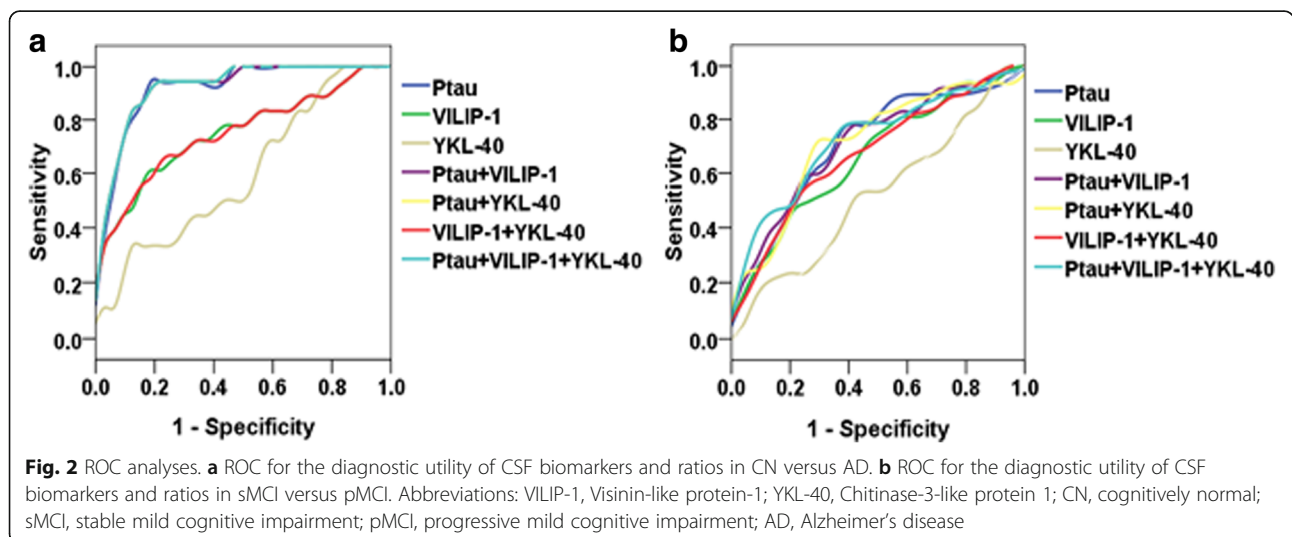 a
1.0
0.8
0.6
0.4
0.2
0.0
Sensitivity
0.0 0.2 0.4 0.6 0.8 1.0
1 - Specificity
Ptau
VILIP-1
YKL-40
Ptau+VILIP-1
Ptau+YKL-40
VILIP-1+YKL-40
Ptau+VILIP-1+YKL-40
b
1.0
0.8
0.6
0.4
0.2
0.0
Sensitivity
0.0 0.2 0.4 0.6 0.8 1.0
1 - Specificity
Ptau
VILIP-1
YKL-40
Ptau+VILIP-1
Ptau+YKL-40
VILIP-1+YKL-40
Ptau+VILIP-1+YKL-40
Fig. 2 ROC analyses. a ROC for the diagnostic utility of CSF biomarkers and ratios in CN versus AD. b ROC for the diagnostic utility of CSF
biomarkers and ratios in sMCI versus pMCI. Abbreviations: VILIP-1, Visinin-like protein-1; YKL-40, Chitinase-3-like protein 1; CN, cognitively normal;
sMCI, stable mild cognitive impairment; pMCI, progressive mild cognitive impairment; AD, Alzheimer's disease